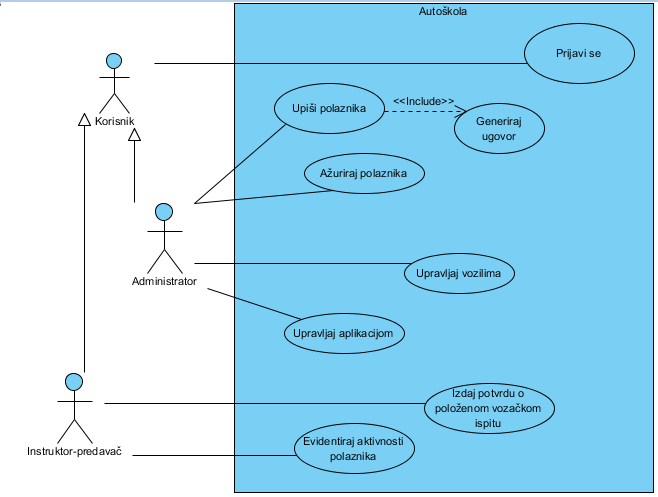 Autoškola
Prijavi se
Korisnik
Upiši polaznika
<<Include>>
Generiraj
ugovor
Ažuriraj polaznika
Administrator
Upravljaj vozilima
Upravljaj aplikacijom
Instruktor-predavač
Izdaj potvrdu o
položenom vozačkom
ispitu
Evidentiraj aktivnosti
polaznika